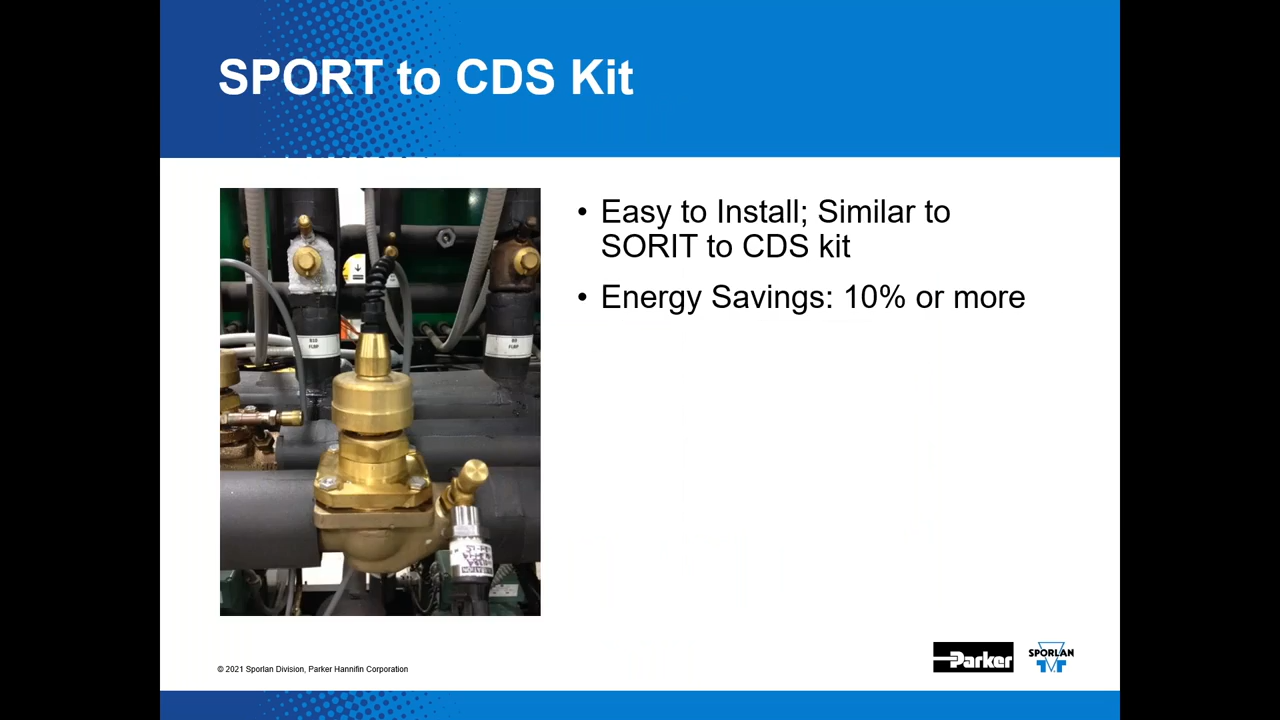 SPORT to CDS Kit
• Easy to Install; Similar to
SORIT to CDS kit
• Energy Savings: 10% or more
© 2021 Sporlan Division, Parker Hannifin Corporation
Parker
SPORLAN